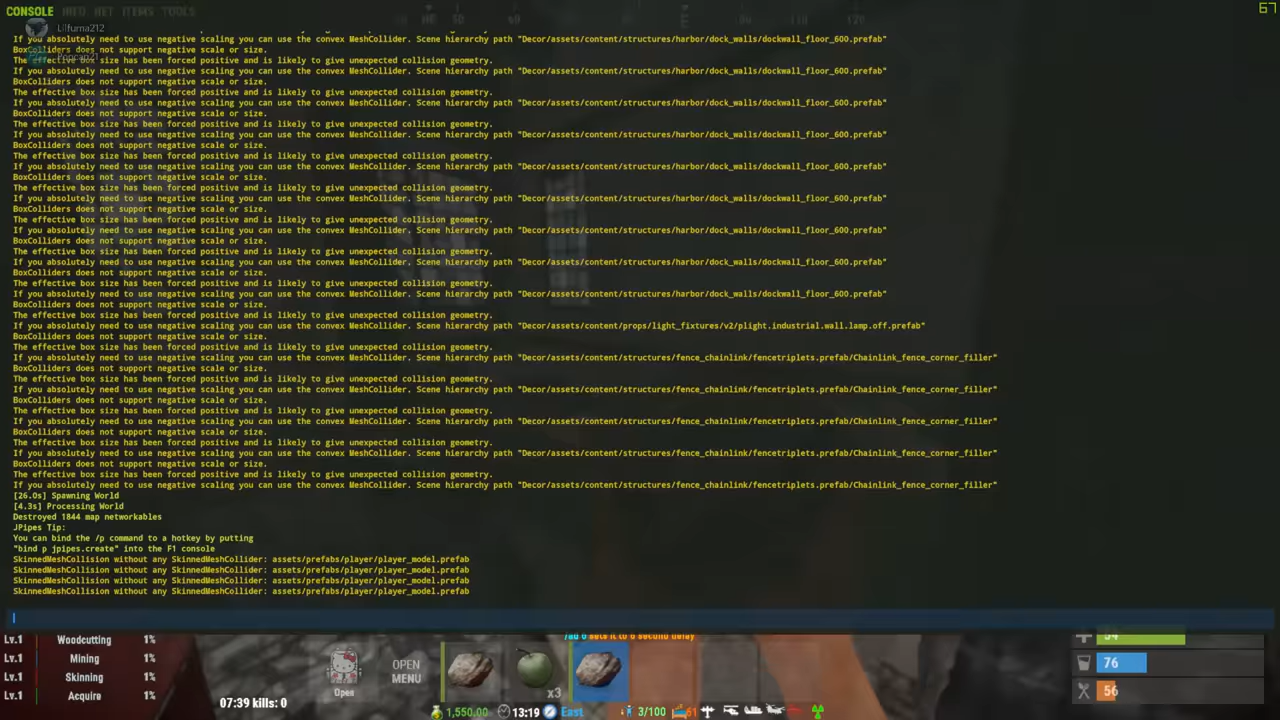 CONSOLE INFO NET ITEMS TOOLS
67
Lilfuma212
If you absolutely need to use negative scaling you can use the convex MeshCollider. Scene hierarchy path "Decor/assets/content/structures/harbor/dock_walls/dockwall_floor_600.prefab"
BoxColliders does not support negative scale or size.
The effective box size has been forced positive and is likely to give unexpected collision geometry.
If you absolutely need to use negative scaling you can use the convex MeshCollider. Scene hierarchy path "Decor/assets/content/structures/harbor/dock_walls/dockwall_floor_600.prefab"
BoxColliders does not support negative scale or size.
The effective box size has been forced positive and is likely to give unexpected collision geometry.
If you absolutely need to use negative scaling you can use the convex MeshCollider. Scene hierarchy path "Decor/assets/content/structures/harbor/dock_walls/dockwall_floor_600.prefab"
BoxColliders does not support negative scale or size.
The effective box size has been forced positive and is likely to give unexpected collision geometry.
If you absolutely need to use negative scaling you can use the convex MeshCollider. Scene hierarchy path "Decor/assets/content/structures/harbor/dock_walls/dockwall_floor_600.prefab"
BoxColliders does not support negative scale or size.
The effective box size has been forced positive and is likely to give unexpected collision geometry.
If you absolutely need to use negative scaling you can use the convex MeshCollider. Scene hierarchy path "Decor/assets/content/structures/harbor/dock_walls/dockwall_floor_600.prefab"
BoxColliders does not support negative scale or size.
The effective box size has been forced positive and is likely to give unexpected collision geometry.
If you absolutely need to use negative scaling you can use the convex MeshCollider. Scene hierarchy path "Decor/assets/content/structures/harbor/dock_walls/dockwall_floor_600.prefab"
BoxColliders does not support negative scale or size.
The effective box size has been forced positive and is likely to give unexpected collision geometry.
If you absolutely need to use negative scaling you can use the convex MeshCollider. Scene hierarchy path "Decor/assets/content/structures/harbor/dock_walls/dockwall_floor_600.prefab"
BoxColliders does not support negative scale or size.
The effective box size has been forced positive and is likely to give unexpected collision geometry.
If you absolutely need to use negative scaling you can use the convex MeshCollider. Scene hierarchy path "Decor/assets/content/structures/harbor/dock_walls/dockwall_floor_600.prefab"
BoxColliders does not support negative scale or size.
The effective box size has been forced positive and is likely to give unexpected collision geometry.
If you absolutely need to use negative scaling you can use the convex MeshCollider. Scene hierarchy path "Decor/assets/content/structures/harbor/dock_walls/dockwall_floor_600.prefab"
BoxColliders does not support negative scale or size.
The effective box size has been forced positive and is likely to give unexpected collision geometry.
If you absolutely need to use negative scaling you can use the convex MeshCollider. Scene hierarchy path "Decor/assets/content/props/light_fixtures/v2/plight.industrial.wall.lamp.off.prefab"
BoxColliders does not support negative scale or size.
The effective box size has been forced positive and is likely to give unexpected collision geometry.
If you absolutely need to use negative scaling you can use the convex MeshCollider. Scene hierarchy path "Decor/assets/content/structures/fence_chainlink/fencetriplets.prefab/Chainlink_fence_corner_filler"
BoxColliders does not support negative scale or size.
The effective box size has been forced positive and is likely to give unexpected collision geometry.
If you absolutely need to use negative scaling you can use the convex MeshCollider. Scene hierarchy path "Decor/assets/content/structures/fence_chainlink/fencetriplets.prefab/Chainlink_fence_corner_filler"
BoxColliders does not support negative scale or size.
The effective box size has been forced positive and is likely to give unexpected collision geometry.
If you absolutely need to use negative scaling you can use the convex MeshCollider. Scene hierarchy path "Decor/assets/content/structures/fence_chainlink/fencetriplets.prefab/Chainlink_fence_corner_filler"
BoxColliders does not support negative scale or size.
The effective box size has been forced positive and is likely to give unexpected collision geometry.
If you absolutely need to use negative scaling you can use the convex MeshCollider. Scene hierarchy path "Decor/assets/content/structures/fence_chainlink/fencetriplets.prefab/Chainlink_fence_corner_filler"
BoxColliders does not support negative scale or size.
The effective box size has been forced positive and is likely to give unexpected collision geometry.
If you absolutely need to use negative scaling you can use the convex MeshCollider. Scene hierarchy path "Decor/assets/content/structures/fence_chainlink/fencetriplets.prefab/Chainlink_fence_corner_filler"
[26.0s] Spawning World
[4.3s] Processing World
Destroyed 1844 map networkables
JPipes Tip:
You can bind the /p command to a hotkey by putting
"bind p jpipes.create" into the F1 console
SkinnedMeshCollision without any SkinnedMeshCollider: assets/prefabs/player/player_model.prefab
SkinnedMeshCollision without any SkinnedMeshCollider: assets/prefabs/player/player_model.prefab
SkinnedMeshCollision without any SkinnedMeshCollider: assets/prefabs/player/player_model.prefab
SkinnedMeshCollision without any SkinnedMeshCollider: assets/prefabs/player/player_model.prefab
Lv.1 Woodcutting 1%
Lv.1 Mining 1%
Lv.1 Skinning 1%
Lv.1 Acquire 1%
07:39 kills: 0
Open
OPEN
MENU
/ad 6 sets it to 6 second delay
x3
1,550.00 13:19 East 3/100 61
54
76
56